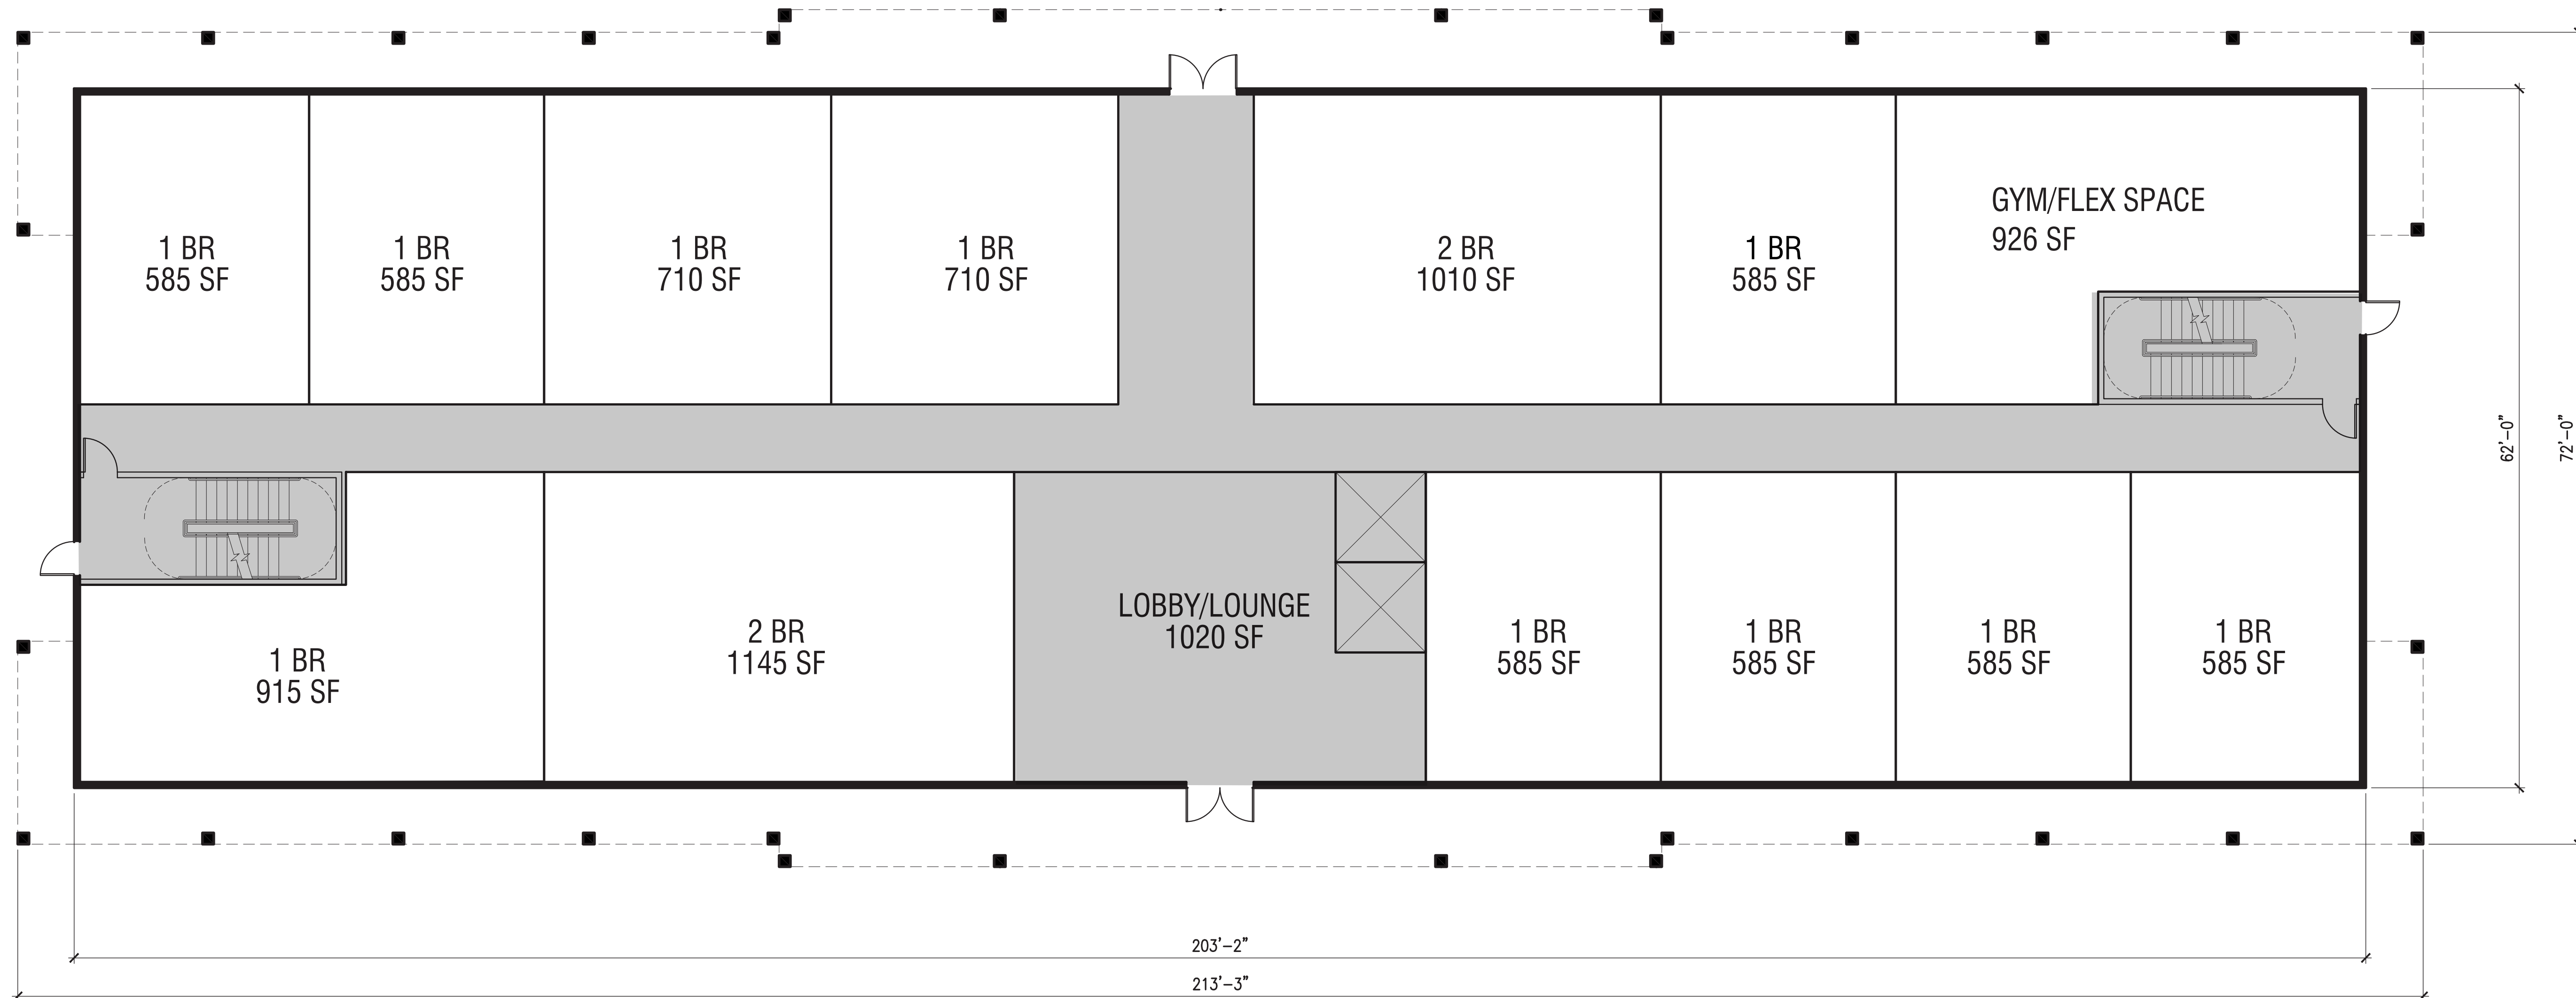 1 BR
585 SF
1 BR
585 SF
1 BR
710 SF
1 BR
710 SF
2 BR
1010 SF
1 BR
585 SF
GYM/FLEX SPACE
926 SF
1 BR
915 SF
2 BR
1145 SF
LOBBY/LOUNGE
1020 SF
1 BR
585 SF
1 BR
585 SF
1 BR
585 SF
1 BR
585 SF
62'-0"
72'-0"
203'-2"
213'-3"